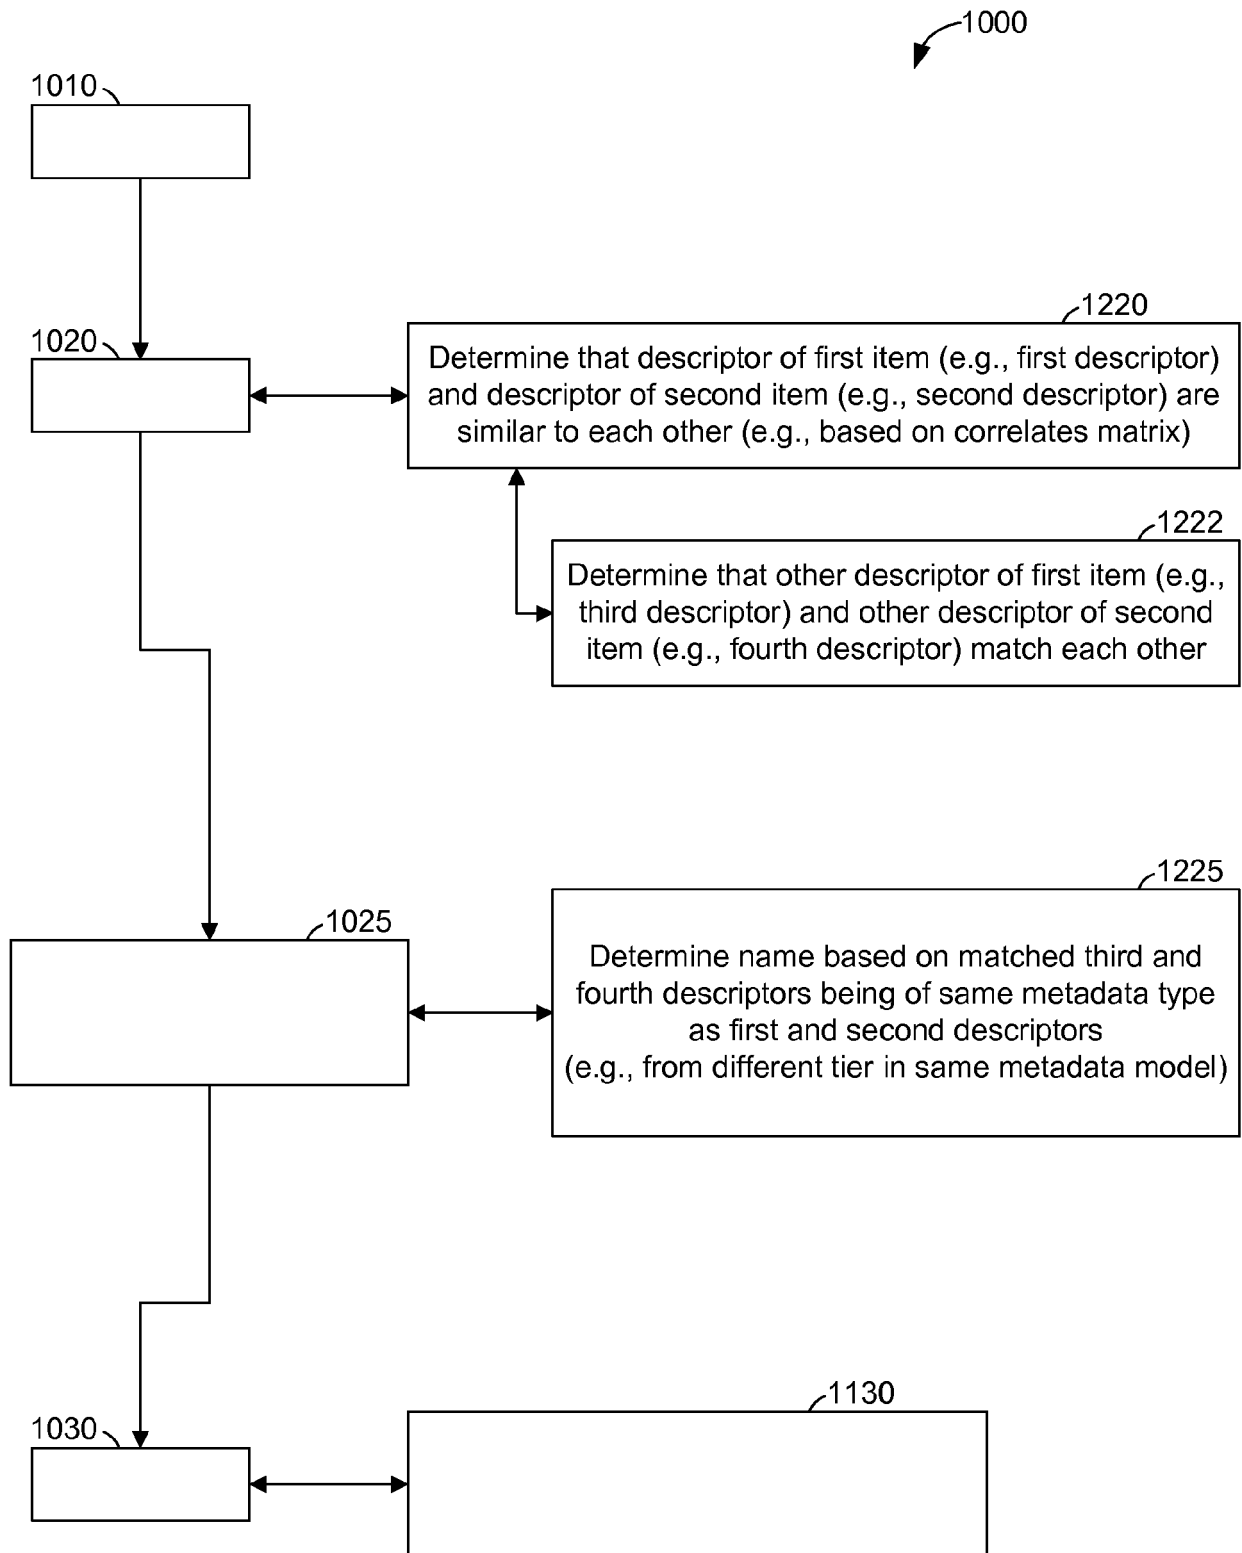 1000
1010
1020
1220
Determine that descriptor of first item (e.g., first descriptor)
and descriptor of second item (e.g., second descriptor) are
similar to each other (e.g., based on correlates matrix)
1222
Determine that other descriptor of first item (e.g.,
third descriptor) and other descriptor of second
item (e.g., fourth descriptor) match each other
1025
1225
Determine name based on matched third and
fourth descriptors being of same metadata type
as first and second descriptors
(e.g., from different tier in same metadata model)
1030
1130